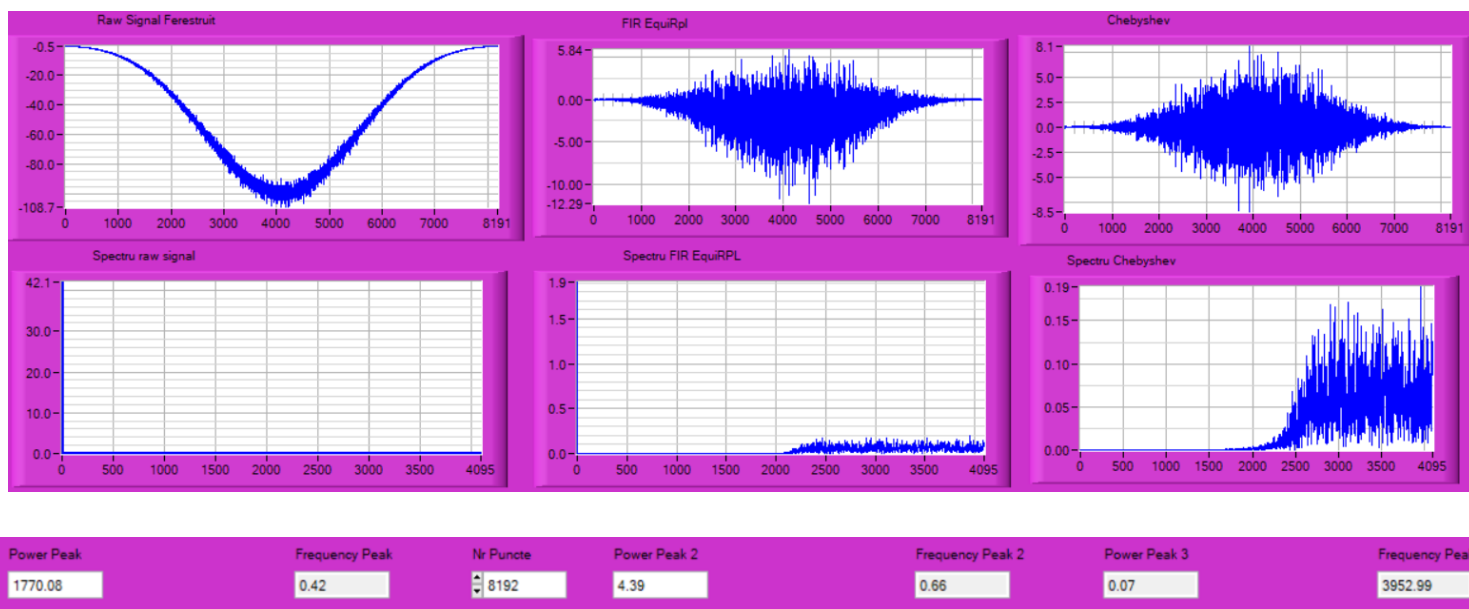 Raw Signal Ferestruit
-0.5
-20.0
-40.0
-60.0
-80.0
-108.7
0 1000 2000 3000 4000 5000 6000 7000 8191
FIR EquiRpl
5.84
0.00
-5.00
-10.00
-12.29
0 1000 2000 3000 4000 5000 6000 7000 8191
Chebyshev
8.1
5.0
2.5
0.0
-2.5
-5.0
-8.5
0 1000 2000 3000 4000 5000 6000 7000 8191
Spectru raw signal
42.1
30.0
20.0
10.0
0.0
0 500 1000 1500 2000 2500 3000 3500 4095
Spectru FIR EquiRPL
1.9
1.5
1.0
0.5
0.0
0 500 1000 1500 2000 2500 3000 3500 4095
Spectru Chebyshev
0.19
0.15
0.10
0.05
0.00
0 500 1000 1500 2000 2500 3000 3500 4095
Power Peak
1770.08
Frequency Peak
0.42
Nr Puncte
8192
Power Peak 2
4.39
Frequency Peak 2
0.66
Power Peak 3
0.07
Frequency Pea
3952.99